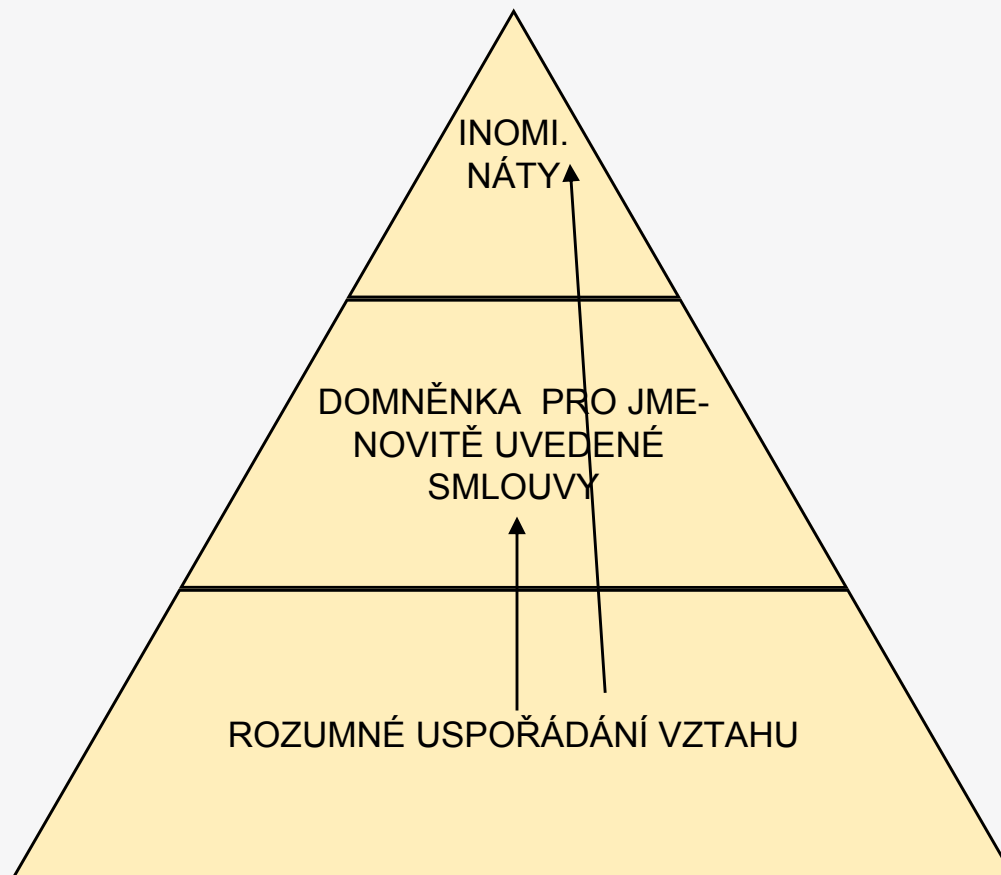 INOMI.
NÁTY
DOMNĚNKA  PRO JME-
NOVITĚ UVEDENÉ
SMLOUVY
ROZUMNÉ USPOŘÁDÁNÍ VZTAHU